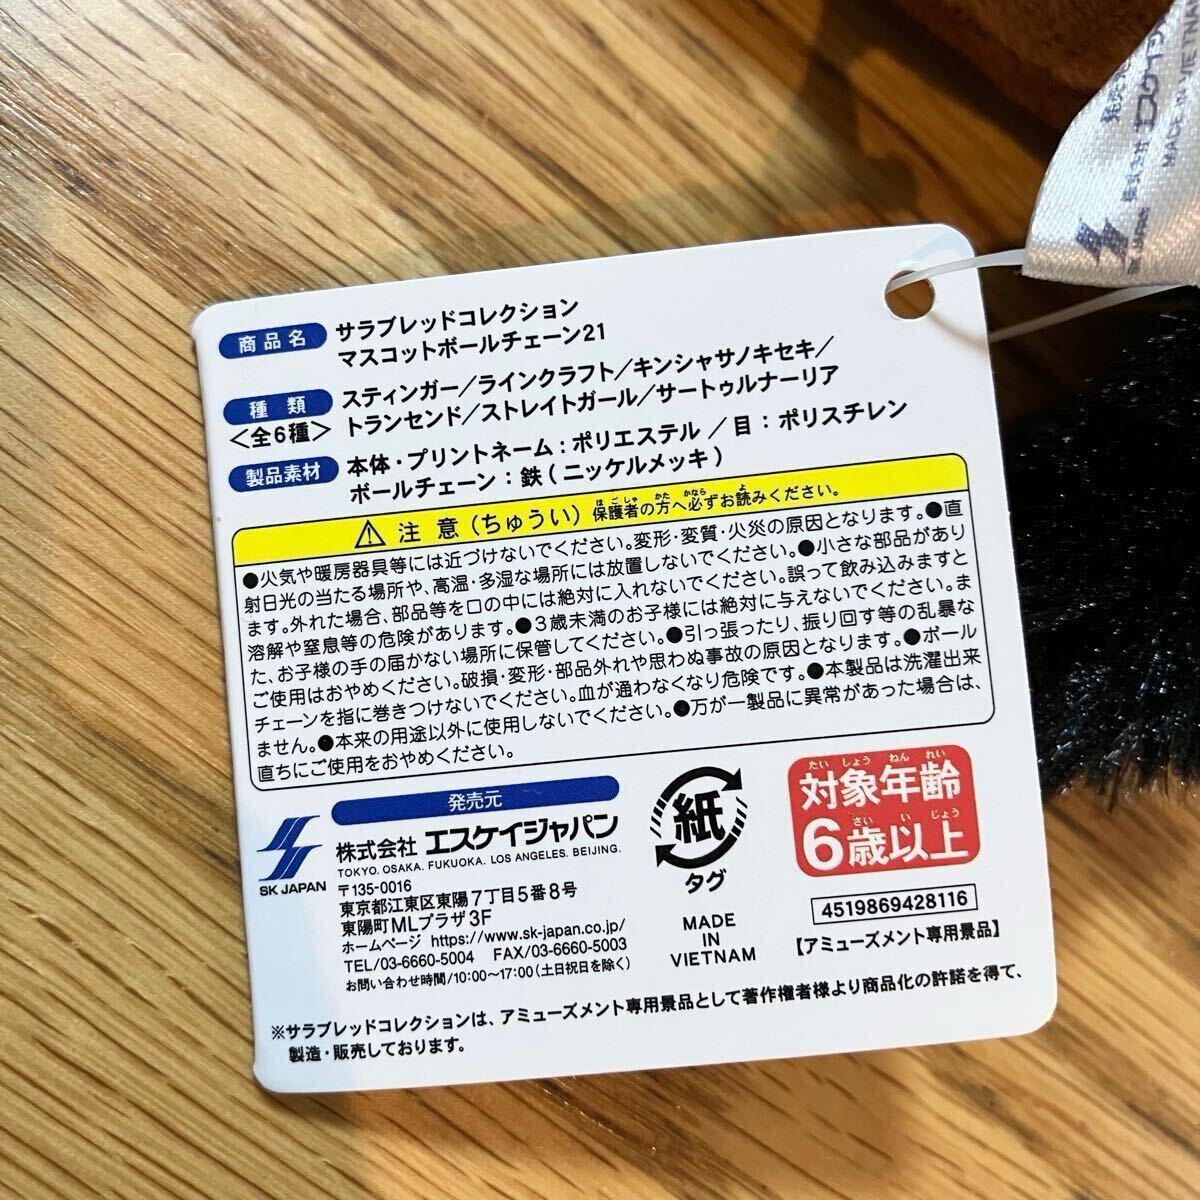 商品名 サラブレッドコレクション
マスコットボールチェーン21
種類 スティンガー／ラインクラフト／キンシャサノキセキ／
＜全6種＞ トランセンド／ストレイトガール／サートゥルナーリア
製品素材 本体・プリントネーム：ポリエステル／目：ポリスチレン
ボールチェーン：鉄（ニッケルメッキ）
⚠ 注意（ちゅうい）保護者の方へ必ずお読みください。
●火気や暖房器具等には近づけないでください。変形・変質・火災の原因となります。●直
射日光の当たる場所や、高温・多湿な場所には放置しないでください。●小さな部品があり
ます。外れた場合、部品等を口の中には絶対に入れないでください。誤って飲み込みますと
溶解や窒息等の危険があります。●3歳未満のお子様には絶対に与えないでください。ま
た、お子様の手の届かない場所に保管してください。●引っ張ったり、振り回す等の乱暴な
ご使用はおやめください。破損・変形・部品外れや思わぬ事故の原因となります。●ボール
チェーンを指に巻きつけないでください。血が通わなくなり危険です。●本製品は洗濯出来
ません。●本来の用途以外に使用しないでください。●万が一製品に異常があった場合は、
直ちにご使用をおやめください。
SK JAPAN
発売元
株式会社 エスケイジャパン
TOKYO. OSAKA. FUKUOKA. LOS ANGELES. BEIJING.
〒135-0016
東京都江東区東陽7丁目5番8号
東陽町MLプラザ3F
ホームページ https://www.sk-japan.co.jp/
TEL/03-6660-5004 FAX/03-6660-5003
お問い合わせ時間/10:00〜17:00（土日祝日を除く）
紙
タグ
MADE
IN
VIETNAM
たいしょうねんれい
対象年齢
さいいじょう
6歳以上
4519869428116
【アミューズメント専用景品】
※サラブレッドコレクションは、アミューズメント専用景品として著作権者様より商品化の許諾を得て、
製造・販売しております。
SK JAPAN
MADE IN VIETNA